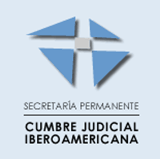 SECRETARÍA PERMANENTE
CUMBRE JUDICIAL
IBEROAMERICANA